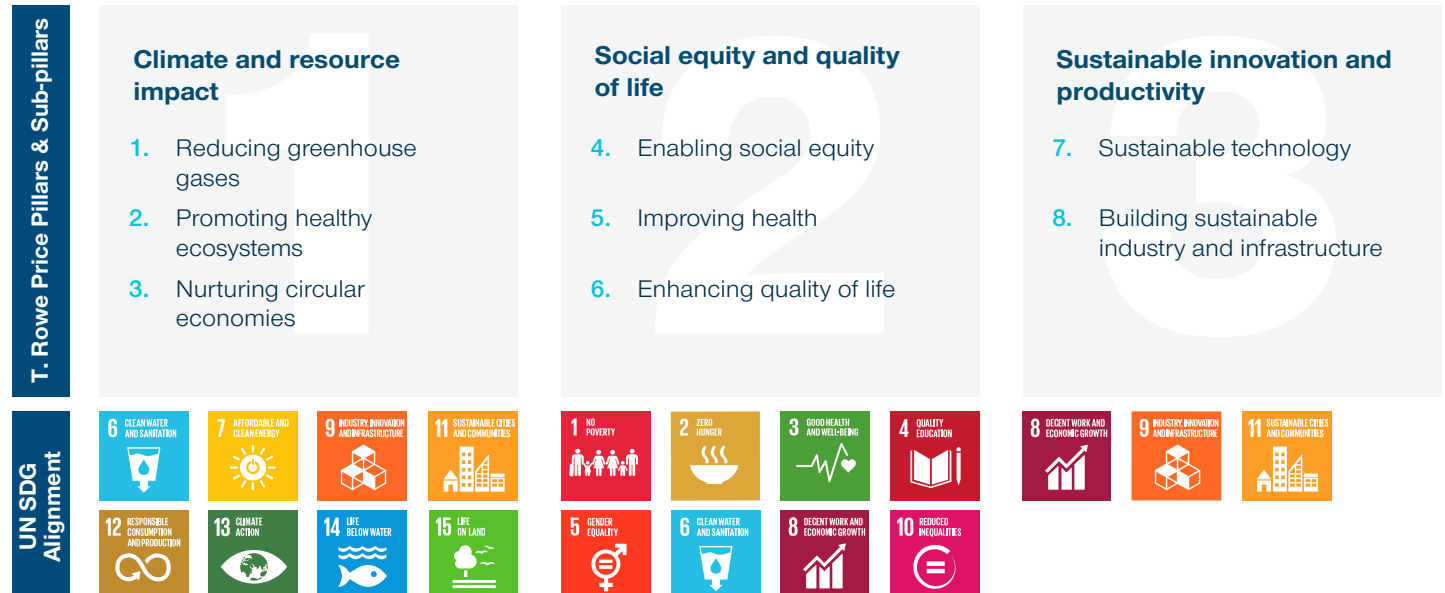 T. Rowe Price Pillars & Sub-pillars
1
Climate and resource
impact
1. Reducing greenhouse
gases
2. Promoting healthy
ecosystems
3. Nurturing circular
economies
2
Social equity and quality
of life
4. Enabling social equity
5. Improving health
6. Enhancing quality of life
3
Sustainable innovation and
productivity
7. Sustainable technology
8. Building sustainable
industry and infrastructure
UN SDG
Alignment
6 CLEAN WATER
AND SANITATION
7 AFFORDABLE AND
CLEAN ENERGY
9 INDUSTRY, INNOVATION
AND INFRASTRUCTURE
11 SUSTAINABLE CITIES
AND COMMUNITIES
12 RESPONSIBLE
CONSUMPTION
AND PRODUCTION
13 CLIMATE
ACTION
14 LIFE
BELOW WATER
15 LIFE
ON LAND
1 NO
POVERTY
2 ZERO
HUNGER
3 GOOD HEALTH
AND WELL-BEING
4 QUALITY
EDUCATION
5 GENDER
EQUALITY
6 CLEAN WATER
AND SANITATION
8 DECENT WORK AND
ECONOMIC GROWTH
10 REDUCED
INEQUALITIES
8 DECENT WORK AND
ECONOMIC GROWTH
9 INDUSTRY, INNOVATION
AND INFRASTRUCTURE
11 SUSTAINABLE CITIES
AND COMMUNITIES